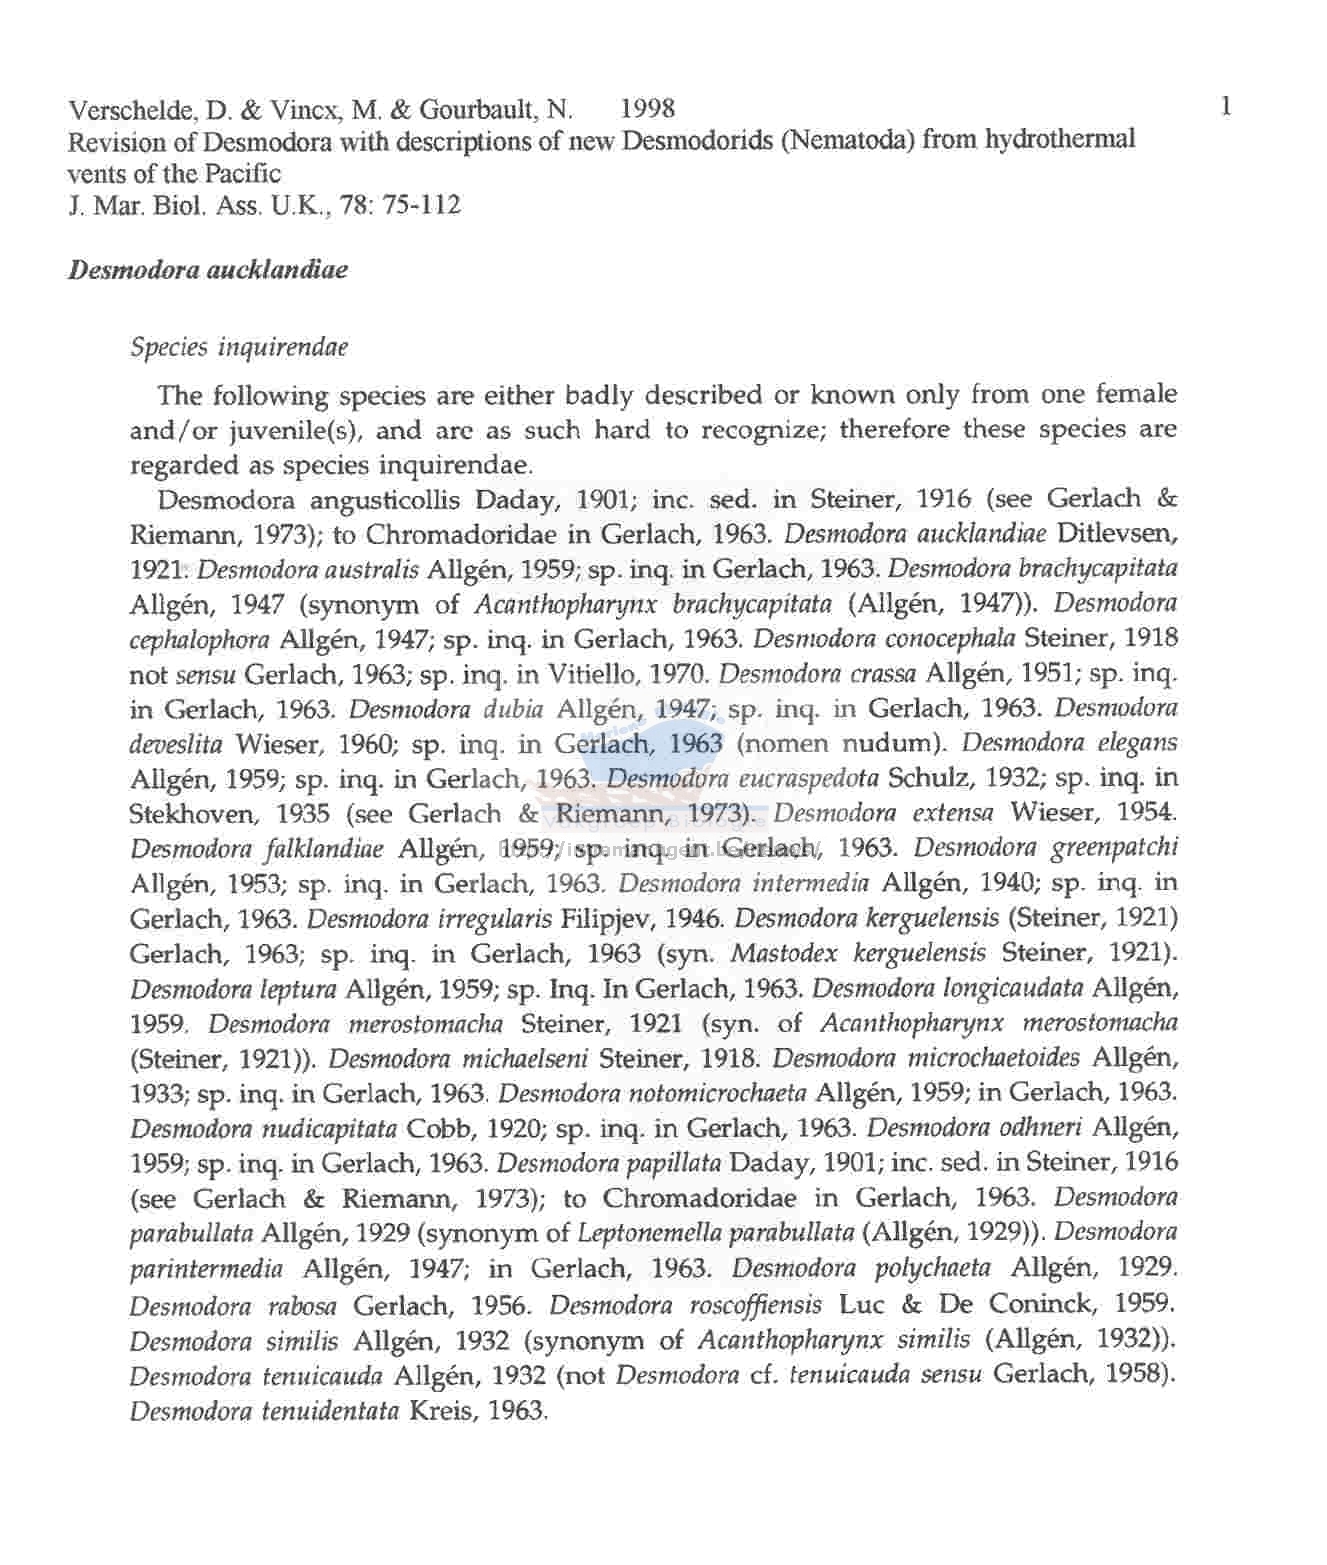 Verschelde, D. & Vincx, M. & Gourbault, N. 1998 1
Revision of Desmodora with descriptions of new Desmodorids (Nematoda) from hydrothermal
vents of the Pacific
J. Mar. Biol. Ass. U.K., 78: 75-112
Desmodora aucklandiae
Species inquirendae
The following species are either badly described or known only from one female
and/or juvenile(s), and are as such hard to recognize; therefore these species are
regarded as species inquirendae.
Desmodora angusticollis Daday, 1901; inc. sed. in Steiner, 1916 (see Gerlach &
Riemann, 1973); to Chromadoridae in Gerlach, 1963. Desmodora aucklandiae Ditlevsen,
1921. Desmodora australis Allgén, 1959; sp. inq. in Gerlach, 1963. Desmodora brachycapitata
Allgén, 1947 (synonym of Acanthopharynx brachycapitata (Allgén, 1947)). Desmodora
cephalophora Allgén, 1947; sp. inq. in Gerlach, 1963. Desmodora conocephala Steiner, 1918
not sensu Gerlach, 1963; sp. inq. in Vitiello, 1970. Desmodora crassa Allgén, 1951; sp. inq.
in Gerlach, 1963. Desmodora dubia Allgén, 1947; sp. inq. in Gerlach, 1963. Desmodora
deveslita Wieser, 1960; sp. inq. in Gerlach, 1963 (nomen nudum). Desmodora elegans
Allgén, 1959; sp. inq. in Gerlach, 1963. Desmodora eucraspedota Schulz, 1932; sp. inq. in
Stekhoven, 1935 (see Gerlach & Riemann, 1973). Desmodora extensa Wieser, 1954.
Desmodora falklandiae Allgén, 1959; sp. inq. in Gerlach, 1963. Desmodora greenpatchi
Allgén, 1953; sp. inq. in Gerlach, 1963. Desmodora intermedia Allgén, 1940; sp. inq. in
Gerlach, 1963. Desmodora irregularis Filipjev, 1946. Desmodora kerguelensis (Steiner, 1921)
Gerlach, 1963; sp. inq. in Gerlach, 1963 (syn. Mastodex kerguelensis Steiner, 1921).
Desmodora leptura Allgén, 1959; sp. Inq. In Gerlach, 1963. Desmodora longicaudata Allgén,
1959. Desmodora merostomacha Steiner, 1921 (syn. of Acanthopharynx merostomacha
(Steiner, 1921)). Desmodora michaelseni Steiner, 1918. Desmodora microchaetoides Allgén,
1933; sp. inq. in Gerlach, 1963. Desmodora notomicrochaeta Allgén, 1959; in Gerlach, 1963.
Desmodora nudicapitata Cobb, 1920; sp. inq. in Gerlach, 1963. Desmodora odhneri Allgén,
1959; sp. inq. in Gerlach, 1963. Desmodora papillata Daday, 1901; inc. sed. in Steiner, 1916
(see Gerlach & Riemann, 1973); to Chromadoridae in Gerlach, 1963. Desmodora
parabullata Allgén, 1929 (synonym of Leptonemella parabullata (Allgén, 1929)). Desmodora
parintermedia Allgén, 1947; in Gerlach, 1963. Desmodora polychaeta Allgén, 1929.
Desmodora rabosa Gerlach, 1956. Desmodora roscoffiensis Luc & De Coninck, 1959.
Desmodora similis Allgén, 1932 (synonym of Acanthopharynx similis (Allgén, 1932)).
Desmodora tenuicauda Allgén, 1932 (not Desmodora cf. tenuicauda sensu Gerlach, 1958).
Desmodora tenuidentata Kreis, 1963.